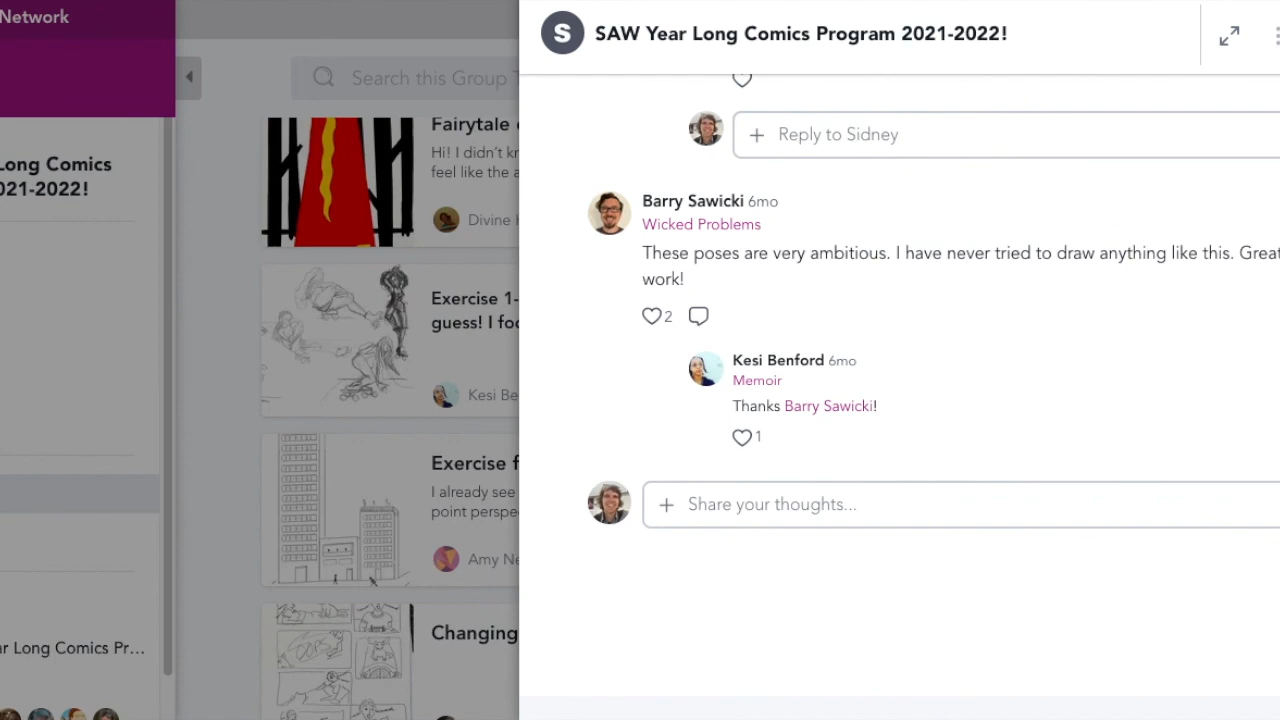 Network
Long Comics
021-2022!
r Long Comics Pr...
Search this Group
Fairytale
Hi! I didn't
feel like the
Divine
Exercise 1-
guess! I
Kesi Be
Exercise
I already see
point perspe
Amy Ne
Changing
S
SAW Year Long Comics Program 2021-2022!
+ Reply to Sidney
Barry Sawicki 6mo
Wicked Problems
These poses are very ambitious. I have never tried to draw anything like this. Great
work!
2
Kesi Benford 6mo
Memoir
Thanks Barry Sawicki!
1
+ Share your thoughts...